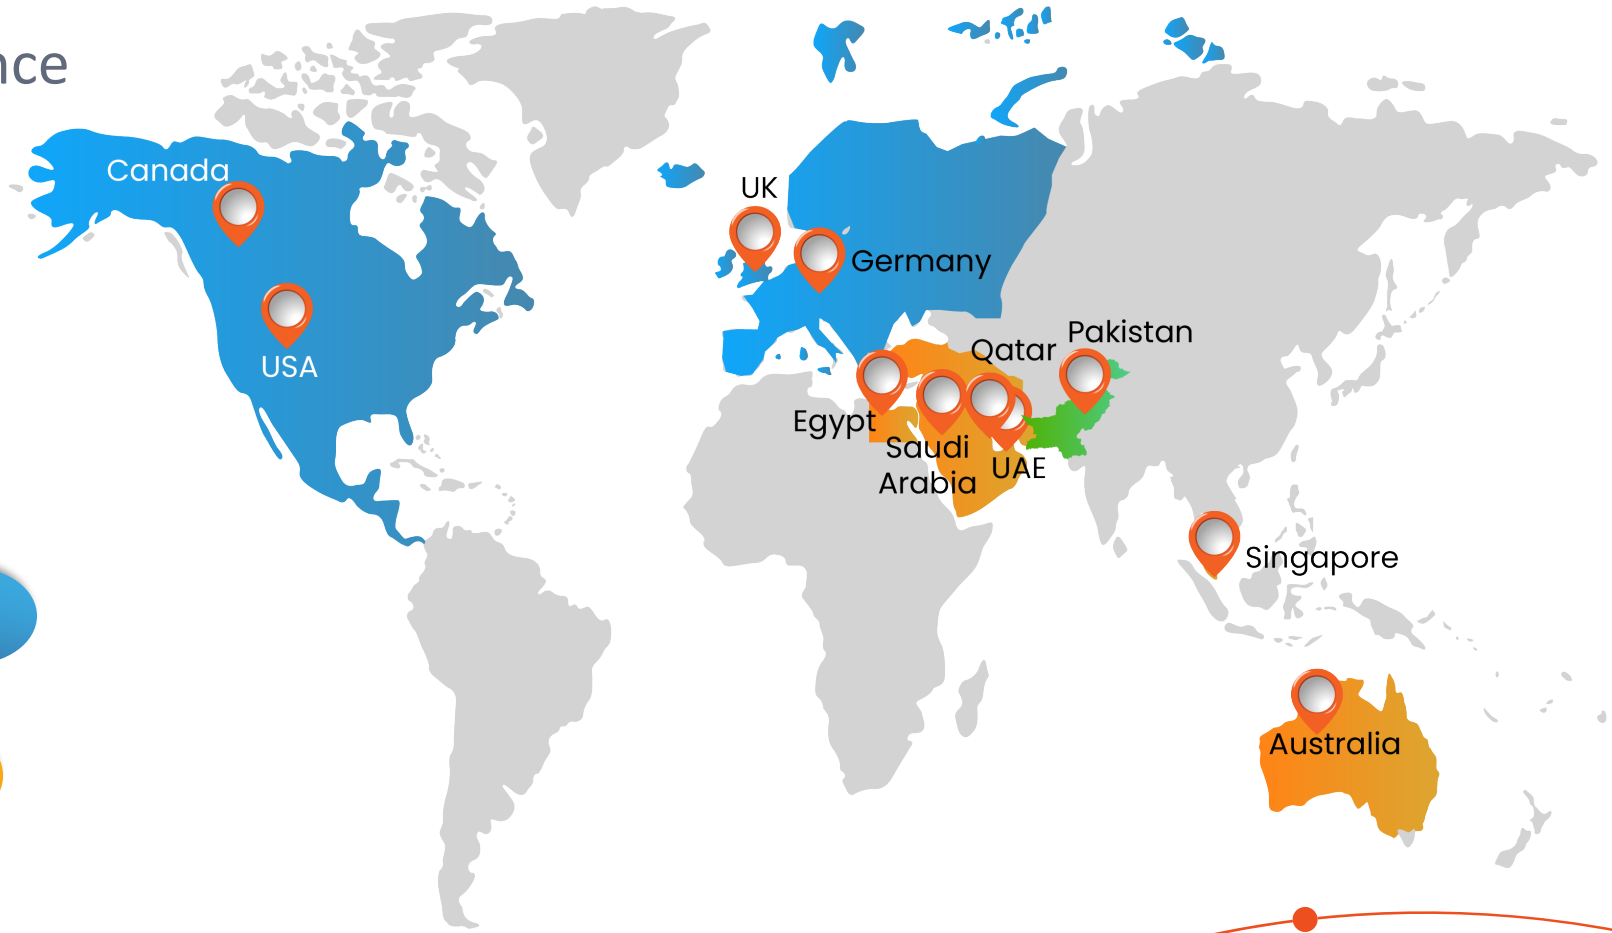 nce
Canada
UK
Germany
USA
Pakistan
Qatar
Egypt
Saudi
Arabia
UAE
Singapore
Australia